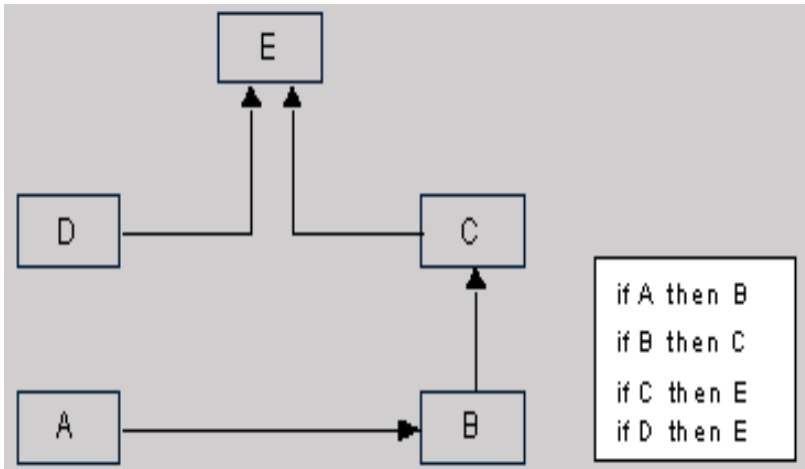 E
D
C
A
B
if A then B
if B then C
if C then E
if D then E